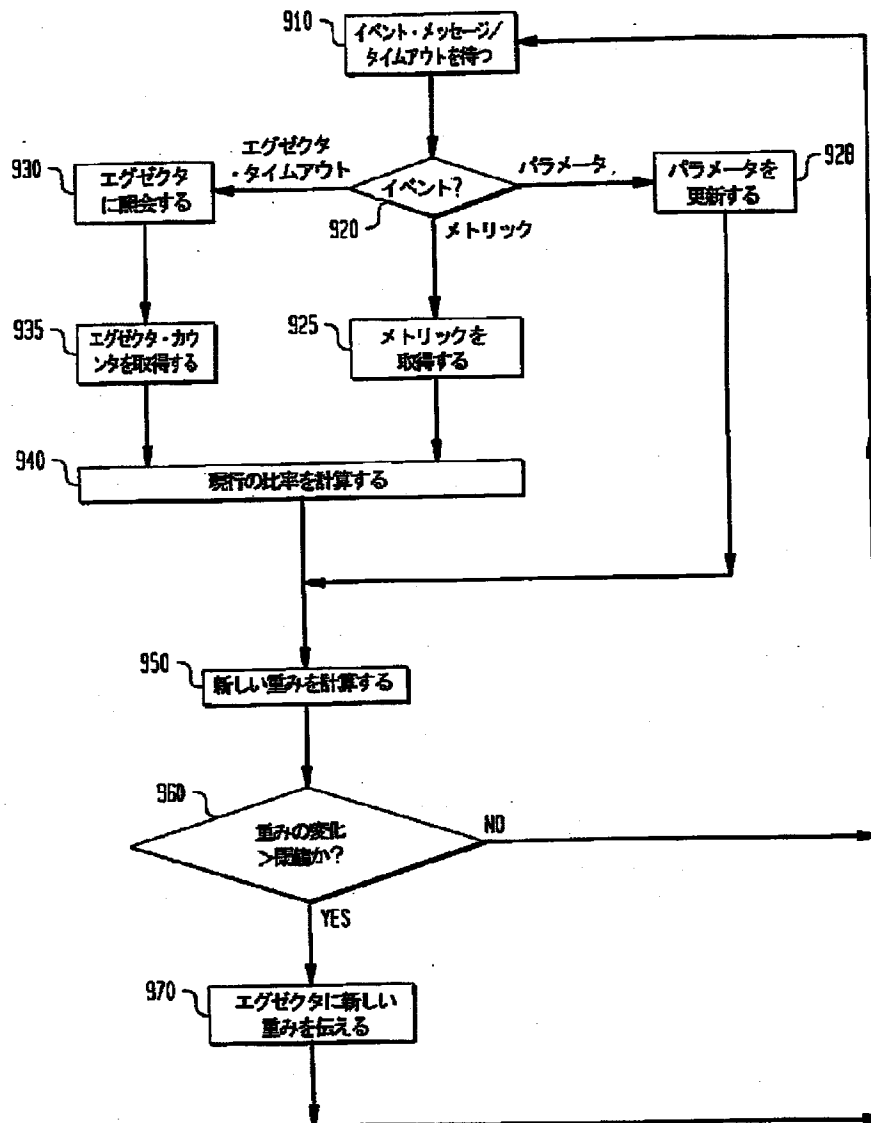 910
イベント・メッセージ/
タイムアウトを待つ
エグゼクタ
・タイムアウト
パラメータ
930
エグゼクタ
に照会する
イベント?
920
メトリック
パラメータを
更新する
928
935
エグゼクタ・カウ
ンタを取得する
925
メトリックを
取得する
940
現行の比率を計算する
950
新しい重みを計算する
960
重みの変化
>閾値か?
NO
YES
970
エグゼクタに新しい
重みを伝える